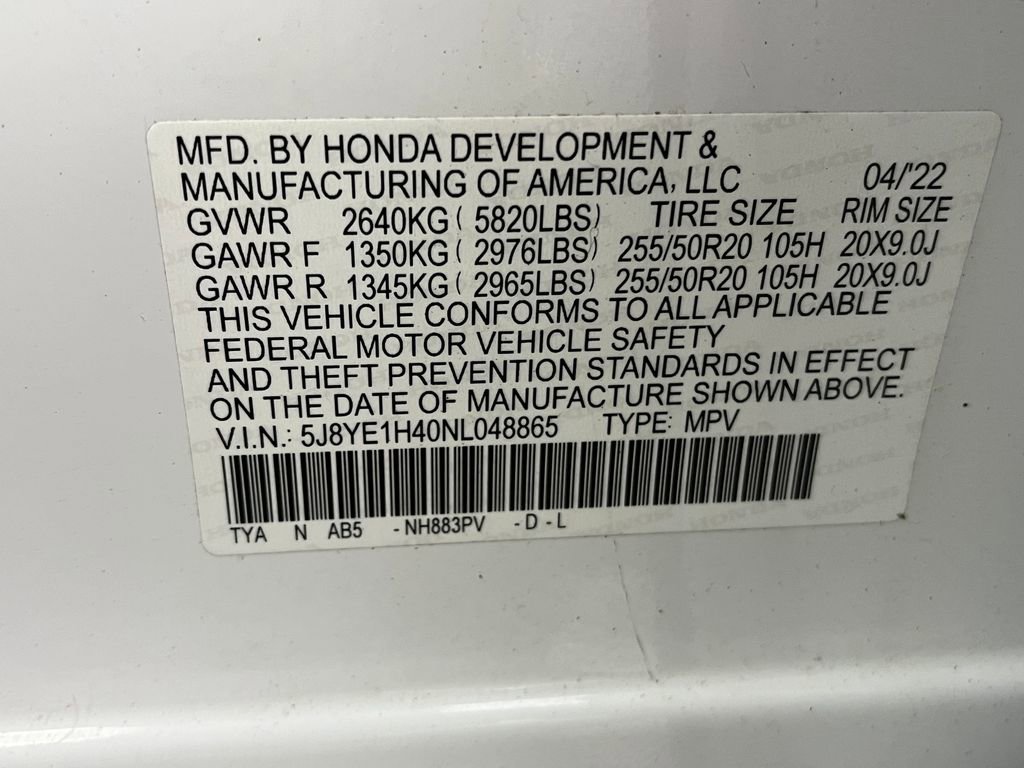 MFD. BY HONDA DEVELOPMENT &
MANUFACTURING OF AMERICA, LLC 04/'22
GVWR 2640KG ( 5820LBS) TIRE SIZE RIM SIZE
GAWR F 1350KG ( 2976LBS) 255/50R20 105H 20X9.0J
GAWR R 1345KG ( 2965LBS) 255/50R20 105H 20X9.0J
THIS VEHICLE CONFORMS TO ALL APPLICABLE
FEDERAL MOTOR VEHICLE SAFETY
AND THEFT PREVENTION STANDARDS IN EFFECT
ON THE DATE OF MANUFACTURE SHOWN ABOVE.
V.I.N.: 5J8YE1H40NL048865 TYPE: MPV
TYA N AB5 -NH883PV -D-L